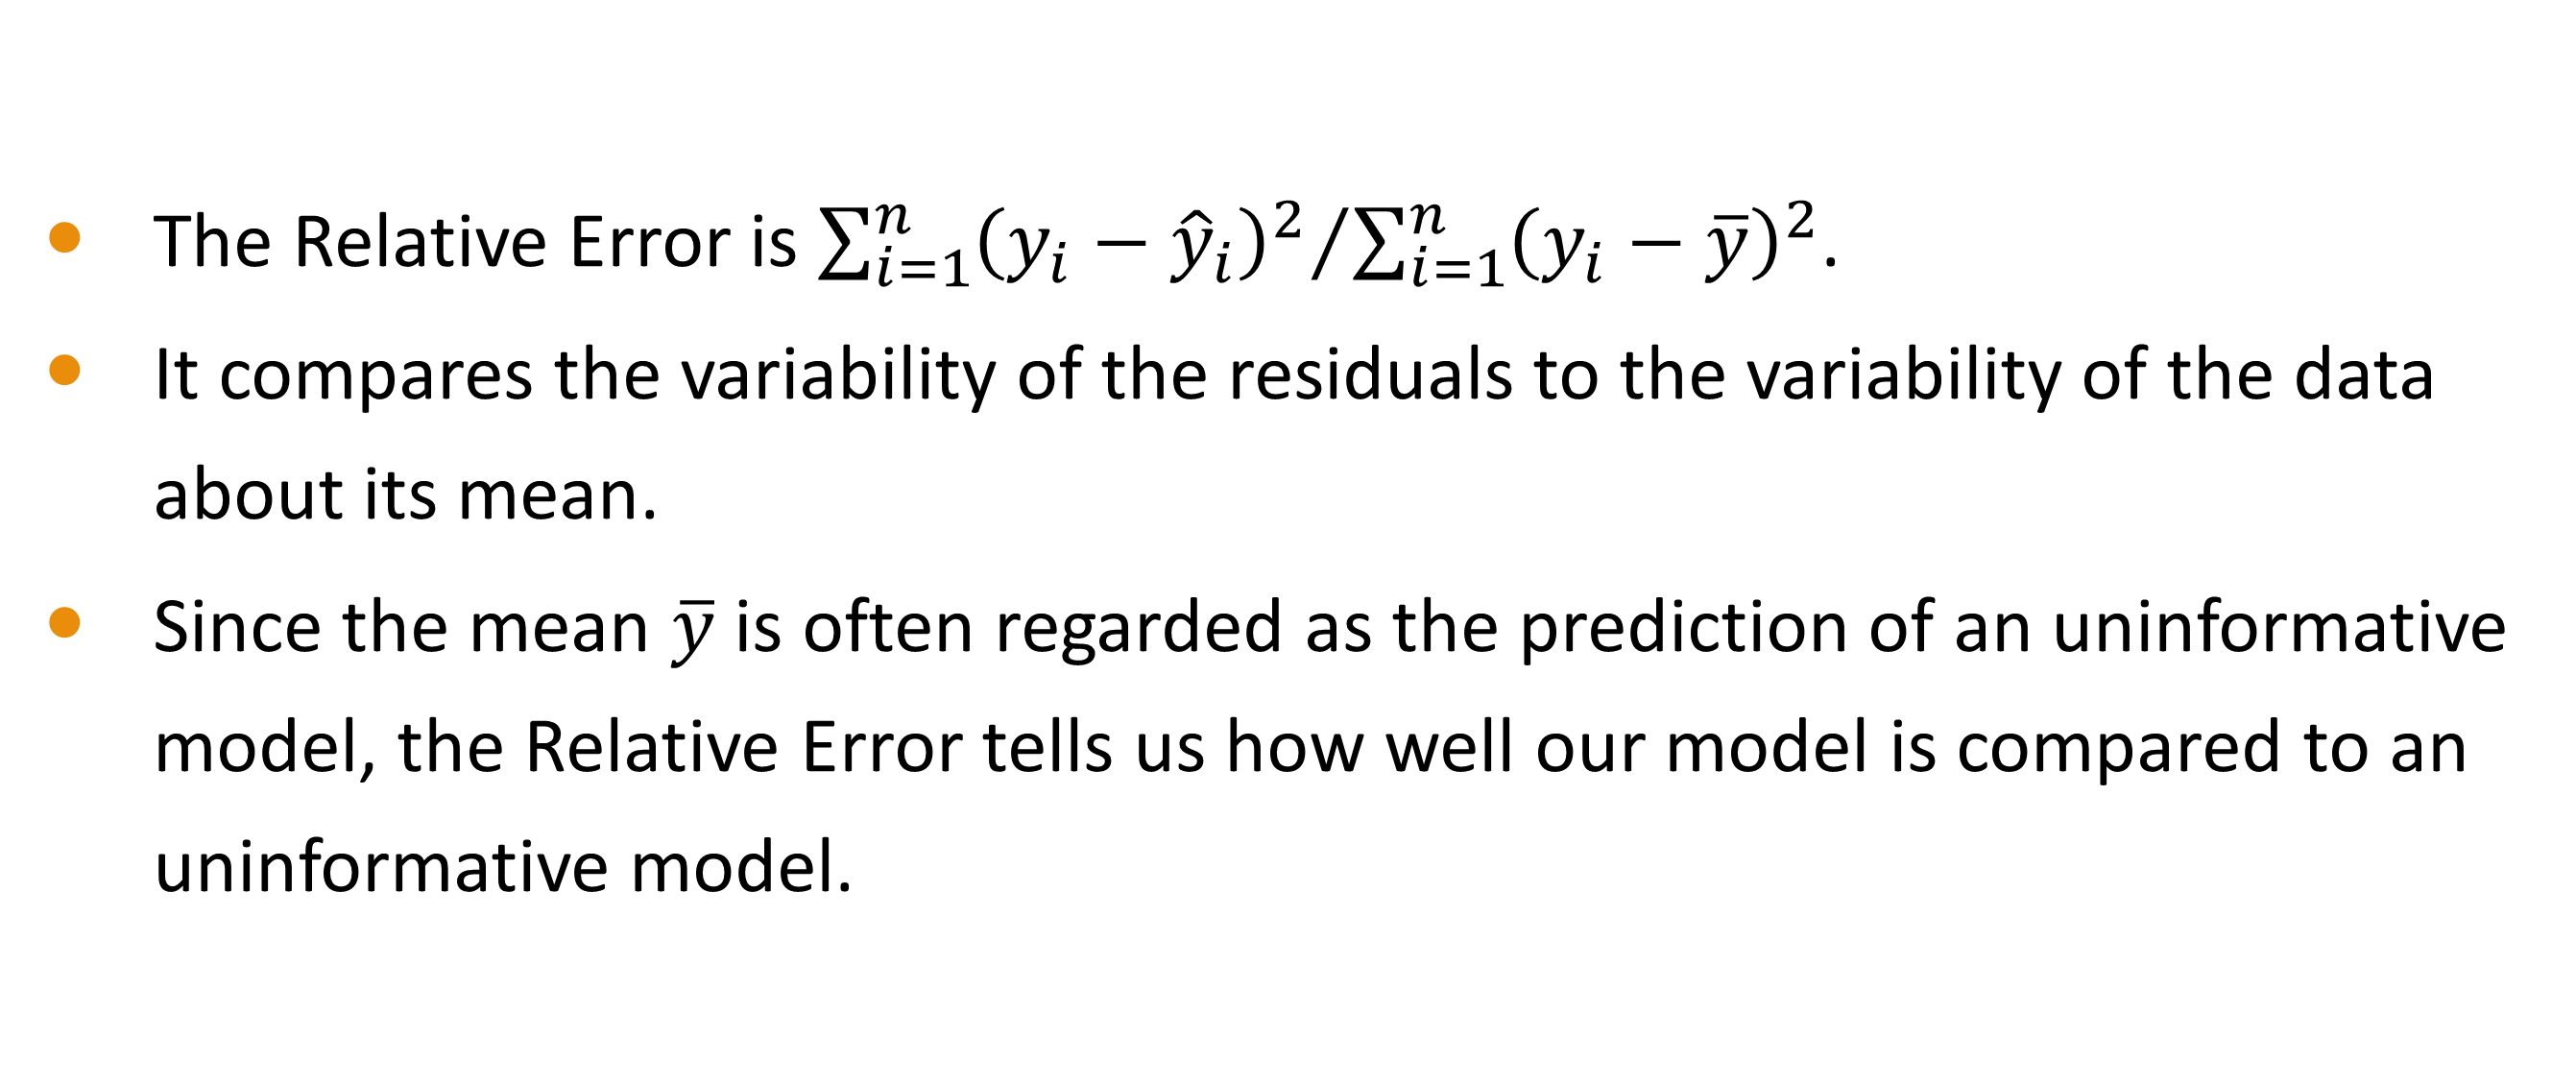 • The Relative Error is ∑ⁿᵢ₌₁(yᵢ − ŷᵢ)²/∑ⁿᵢ₌₁(yᵢ − ȳ)².
• It compares the variability of the residuals to the variability of the data
about its mean.
• Since the mean ȳ is often regarded as the prediction of an uninformative
model, the Relative Error tells us how well our model is compared to an
uninformative model.